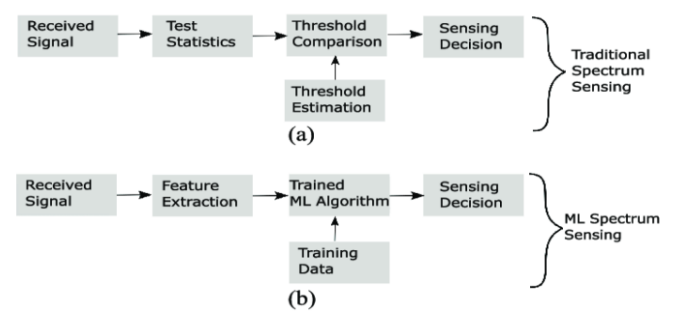 Received
Signal
Test
Statistics
Threshold
Comparison
Sensing
Decision
Threshold
Estimation
Traditional
Spectrum
Sensing
(a)
Received
Signal
Feature
Extraction
Trained
ML Algorithm
Sensing
Decision
Training
Data
ML Spectrum
Sensing
(b)